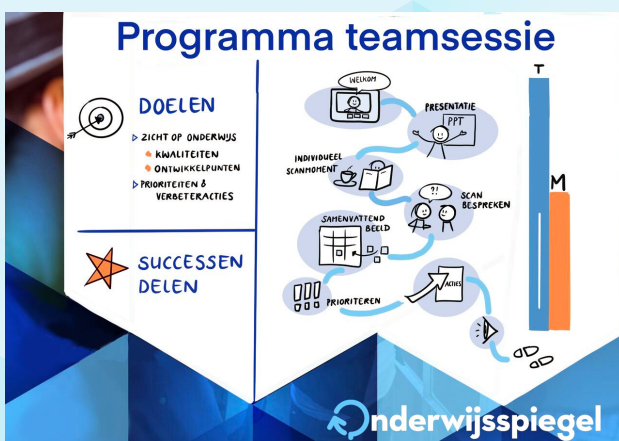 Programma teamsessie
DOELEN
ZICHT OP ONDERWIJS
KWALITEITEN
ONTWIKKELPUNTEN
PRIORITEITEN &
VERBETERACTIES
SUCCESSEN
DELEN
WELKOM
PRESENTATIE
PPT
INDIVIDUEEL
SCANMOMENT
?!
SCAN
BESPREKEN
SAMENVATTEND
BEELD
!!!
PRIORITEREN
ACTIES
T
M
Onderwijsspiegel